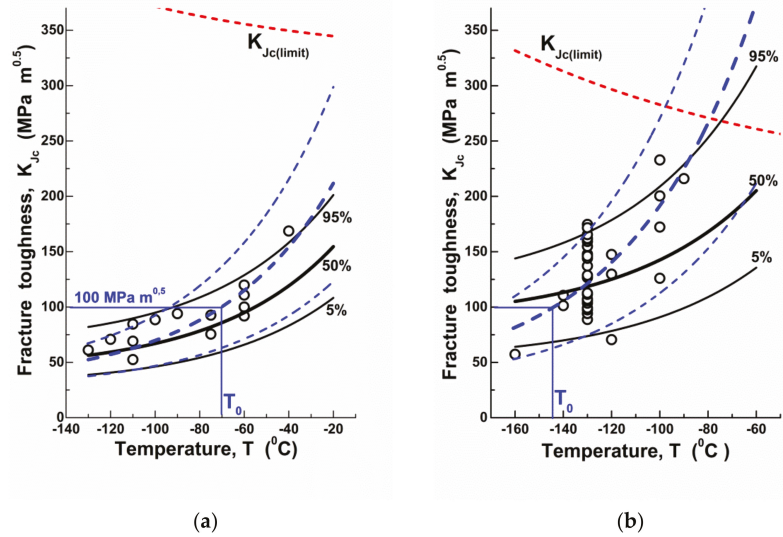 350
300
250
200
150
100
50
0
Fracture toughness, K_Jc (MPa m^0.5)
K_Jc(limit)
95%
50%
5%
100 MPa m^0,5
T_0
-140 -120 -100 -80 -60 -40 -20
Temperature, T (^0C)
(a)
350
300
250
200
150
100
50
0
Fracture toughness, K_Jc (MPa m^0.5)
K_Jc(limit)
95%
50%
5%
T_0
-160 -140 -120 -100 -80 -60
Temperature, T (^0C)
(b)